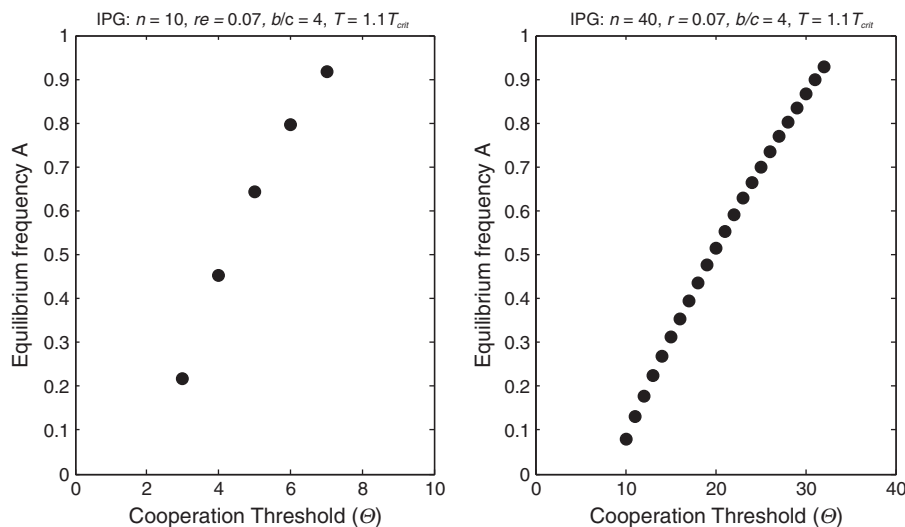 IPG: n = 10, re = 0.07, b/c = 4, T = 1.1Tcrit
1
0.9
0.8
0.7
0.6
0.5
0.4
0.3
0.2
0.1
0
0 2 4 6 8 10
Equilibrium frequency A
Cooperation Threshold (Θ)
IPG: n = 40, r = 0.07, b/c = 4, T = 1.1Tcrit
1
0.9
0.8
0.7
0.6
0.5
0.4
0.3
0.2
0.1
0
0 10 20 30 40
Equilibrium frequency A
Cooperation Threshold (Θ)